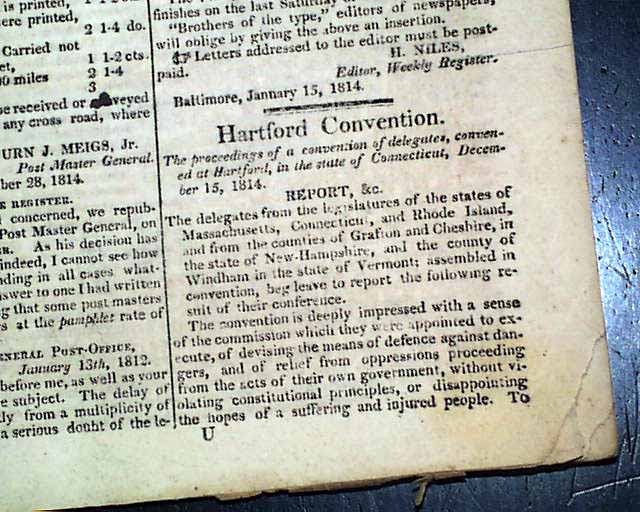 is printed,
ere printed,
2 1-4 do.
Carried not
et,
1 1-2 cts.
00 miles
2 1-4
3
be received or veyed
any cross road, where
URN J. MEIGS, Jr.
Post Master General.
ber 28, 1814.
E REGISTER.
concerned, we repub-
Post Master General, on
ER. As his decision has
indeed, I cannot see how
nding in all cases what-
nswer to one I had written
g that some post masters
rs at the pamphlet rate of
ENERAL POST-OFFICE,
January 13th, 1812.
before me, as well as your
e subject. The delay of
ly from a multiplicity of
a serious doubt of the le-
finishes on the last Saturday
"Brothers of the type," editors of newspapers,
will oblige by giving the above an insertion.
Letters addressed to the editor must be post-
paid.
H. NILES,
Editor, Weekly Register.
Baltimore, January 15, 1814.
Hartford Convention.
The proceedings of a convention of delegates, conven-
ed at Hartford, in the state of Connecticut, Decem-
ber 15, 1814.
REPORT, &c.
The delegates from the legislatures of the states of
Massachusetts, Connecticut, and Rhode Island,
and from the counties of Grafton and Cheshire, in
the state of New-Hampshire, and the county of
Windham in the state of Vermont; assembled in
convention, beg leave to report the following re-
sult of their conference.
The convention is deeply impressed with a sense
of the commission which they were appointed to ex-
ecute, of devising the means of defence against dan-
gers, and of relief from oppressions proceeding
from the acts of their own government, without vi-
olating constitutional principles, or disappointing
the hopes of a suffering and injured people. To
U